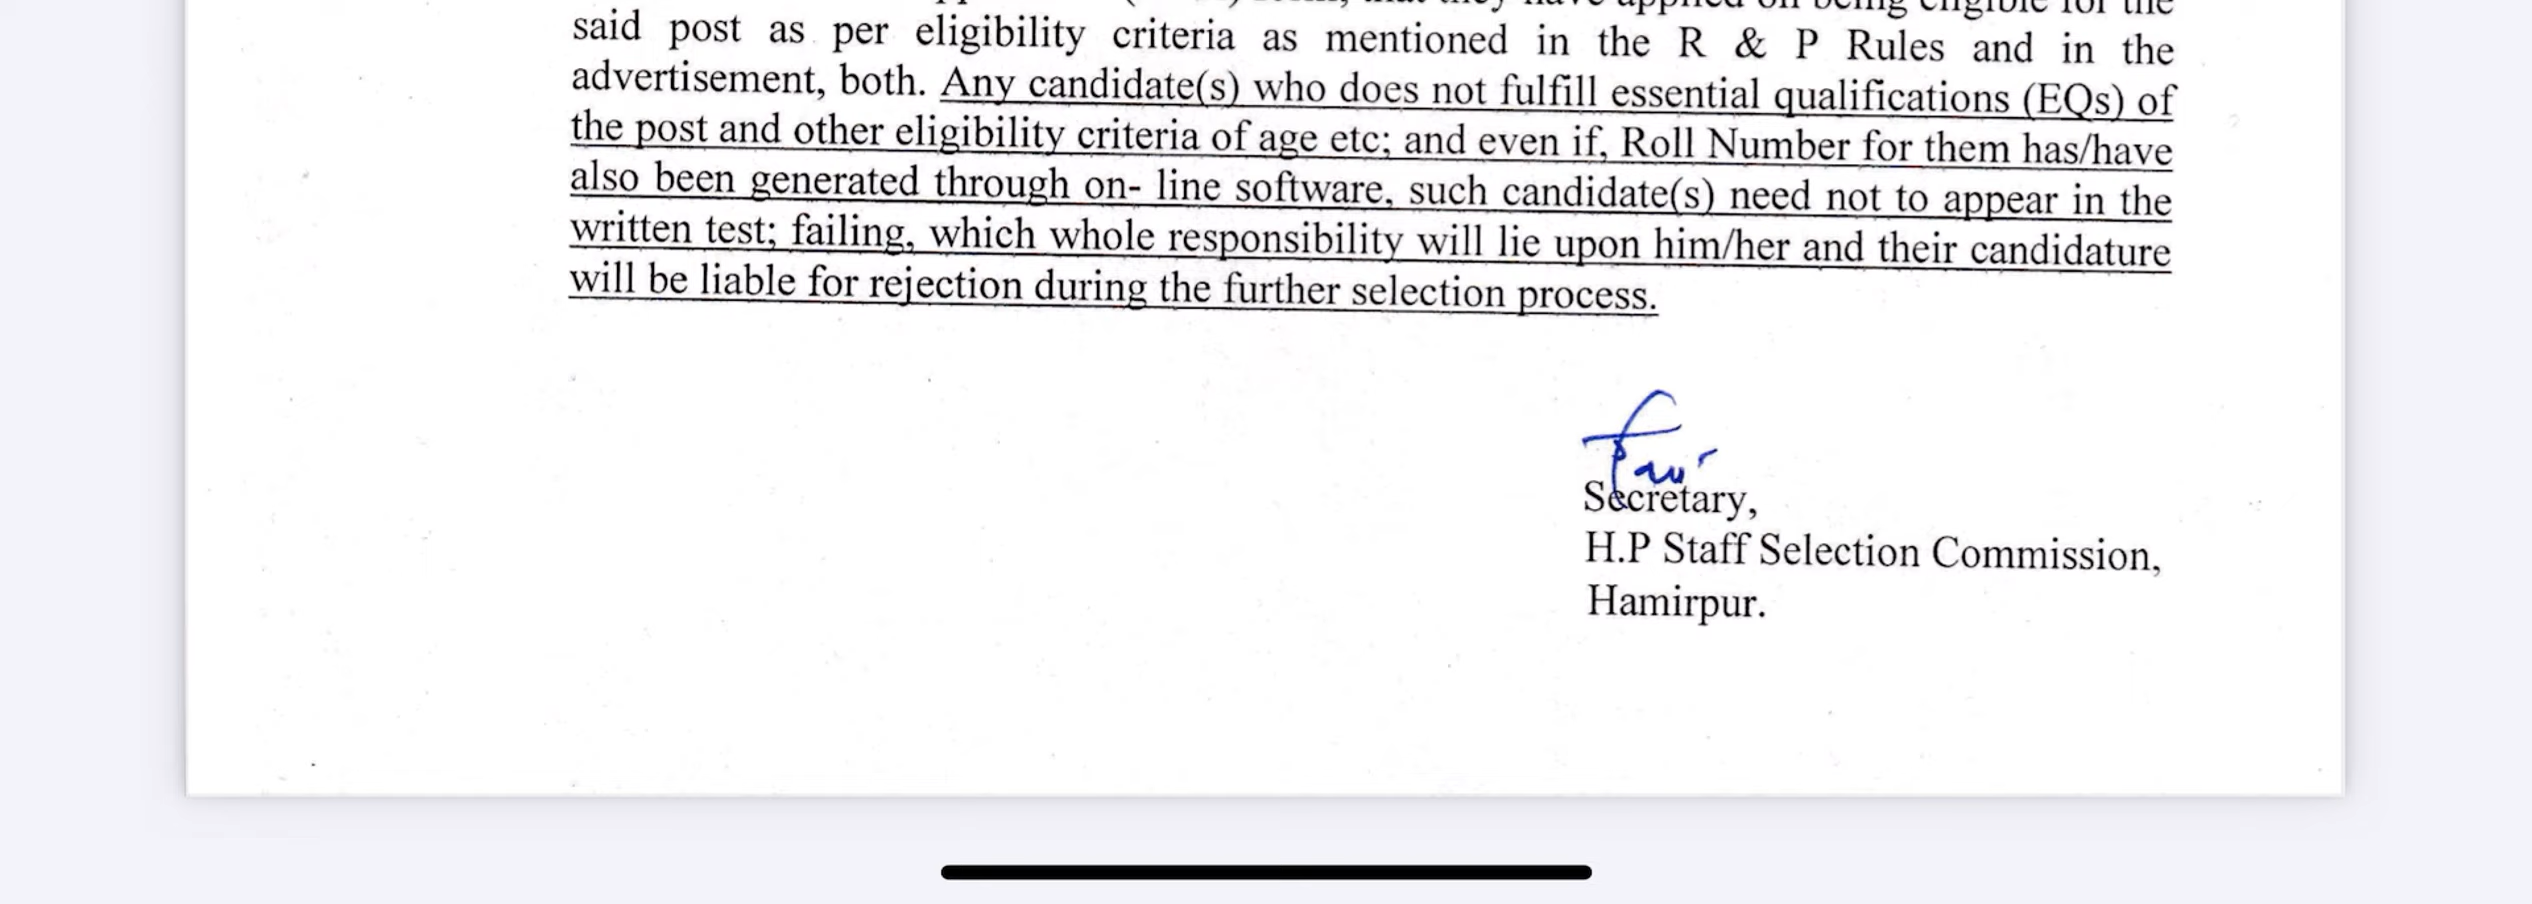 said post as per eligibility criteria as mentioned in the R & P Rules and in the
advertisement, both. Any candidate(s) who does not fulfill essential qualifications (EQs) of
the post and other eligibility criteria of age etc; and even if, Roll Number for them has/have
also been generated through on- line software, such candidate(s) need not to appear in the
written test; failing, which whole responsibility will lie upon him/her and their candidature
will be liable for rejection during the further selection process.
Secretary,
H.P Staff Selection Commission,
Hamirpur.